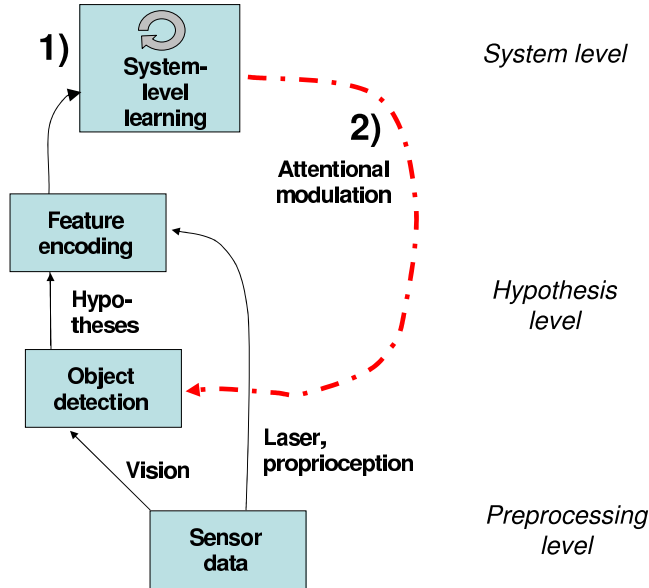 1)
System-
level
learning
System level
2)
Attentional
modulation
Feature
encoding
Hypo-
theses
Hypothesis
level
Object
detection
Laser,
proprioception
Vision
Sensor
data
Preprocessing
level